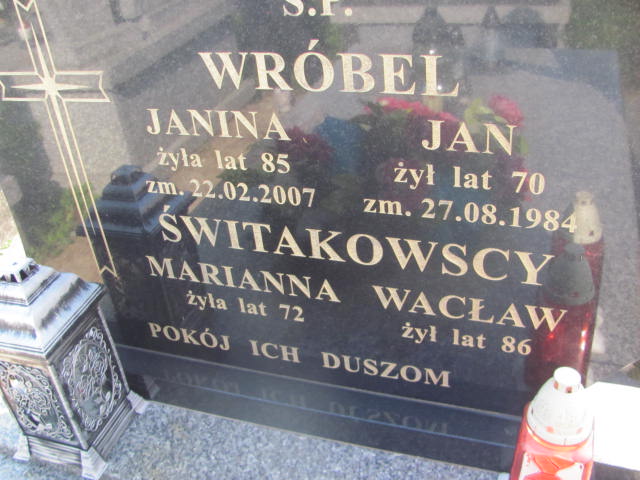 Ś.P.
WRÓBEL
JANINA JAN
żyła lat 85 żył lat 70
zm. 22.02.2007 zm. 27.08.1984
ŚWITAKOWSCY
MARIANNA WACŁAW
żyła lat 72 żył lat 86
POKÓJ ICH DUSZOM